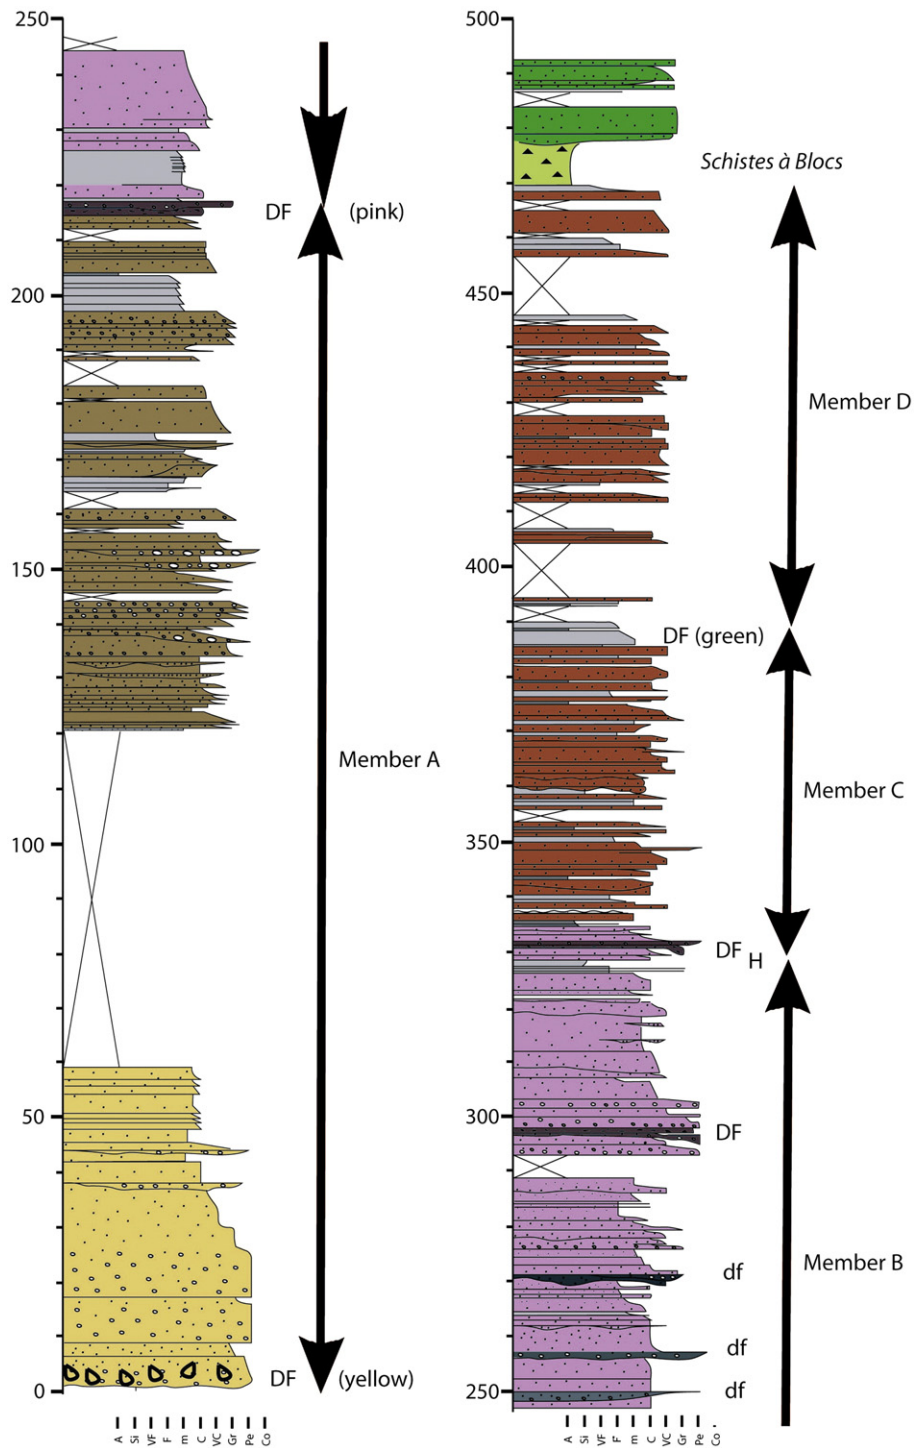 250
200
150
100
50
0
DF (pink)
Member A
DF (yellow)
A Si VF F m C VC Gr Pe Co
500
450
400
350
300
250
Schistes à Blocs
Member D
DF (green)
Member C
DF H
DF
Member B
df
df
df
A Si VF F m C VC Gr Pe Co